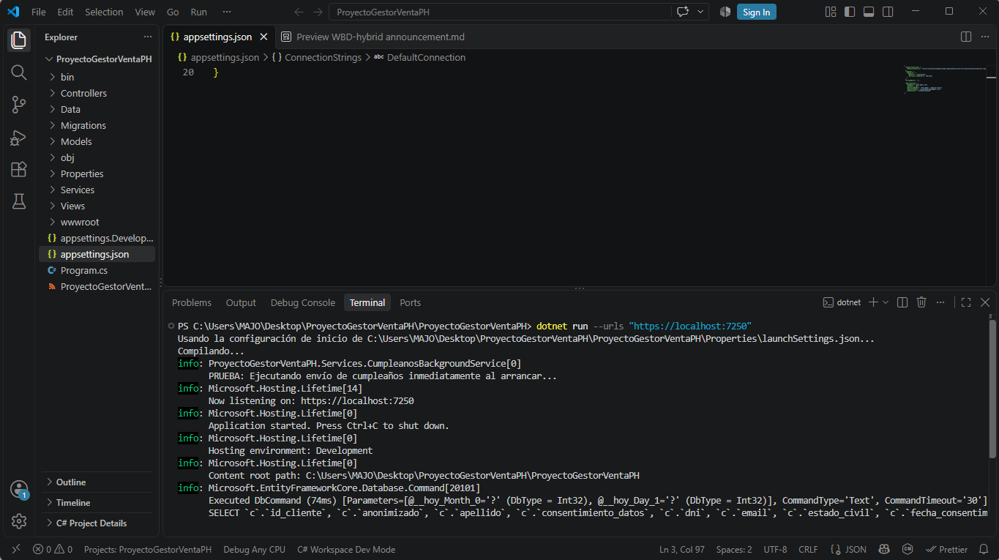 File Edit Selection View Go Run ··· ProyectoGestorVentaPH Sign In
Explorer ···
ProyectoGestorVentaPH
bin
Controllers
Data
Migrations
Models
obj
Properties
Services
Views
wwwroot
appsettings.Develop...
appsettings.json
Program.cs
ProyectoGestorVent...
Outline
Timeline
C# Project Details
appsettings.json Preview WBD-hybrid announcement.md
appsettings.json > { } ConnectionStrings > abc DefaultConnection
20 }
Problems Output Debug Console Terminal Ports dotnet
PS C:\Users\MAJO\Desktop\ProyectoGestorVentaPH\ProyectoGestorVentaPH> dotnet run --urls "https://localhost:7250"
Usando la configuración de inicio de C:\Users\MAJO\Desktop\ProyectoGestorVentaPH\ProyectoGestorVentaPH\Properties\launchSettings.json...
Compilando...
info: ProyectoGestorVentaPH.Services.CumpleanosBackgroundService[0]
PRUEBA: Ejecutando envío de cumpleaños inmediatamente al arrancar...
info: Microsoft.Hosting.Lifetime[14]
Now listening on: https://localhost:7250
info: Microsoft.Hosting.Lifetime[0]
Application started. Press Ctrl+C to shut down.
info: Microsoft.Hosting.Lifetime[0]
Hosting environment: Development
info: Microsoft.Hosting.Lifetime[0]
Content root path: C:\Users\MAJO\Desktop\ProyectoGestorVentaPH\ProyectoGestorVentaPH
info: Microsoft.EntityFrameworkCore.Database.Command[20101]
Executed DbCommand (74ms) [Parameters=[@__hoy_Month_0='?' (DbType = Int32), @__hoy_Day_1='?' (DbType = Int32)], CommandType='Text', CommandTimeout='30']
SELECT `c`.`id_cliente`, `c`.`anonimizado`, `c`.`apellido`, `c`.`consentimiento_datos`, `c`.`dni`, `c`.`email`, `c`.`estado_civil`, `c`.`fecha_consentim
1
0 0 Projects: ProyectoGestorVentaPH Debug Any CPU C# Workspace Dev Mode Ln 3, Col 97 Spaces: 2 UTF-8 CRLF { } JSON Prettier